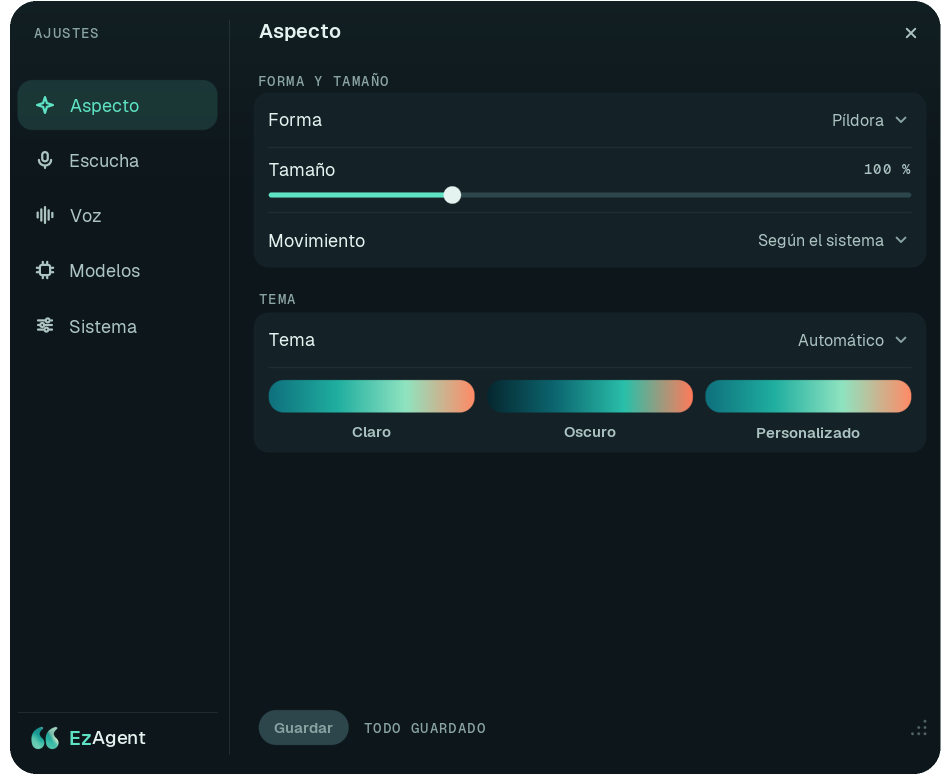 AJUSTES
Aspecto
Escucha
Voz
Modelos
Sistema
EzAgent
Aspecto
FORMA Y TAMAÑO
Forma Píldora
Tamaño 100 %
Movimiento Según el sistema
TEMA
Tema Automático
Claro Oscuro Personalizado
Guardar TODO GUARDADO